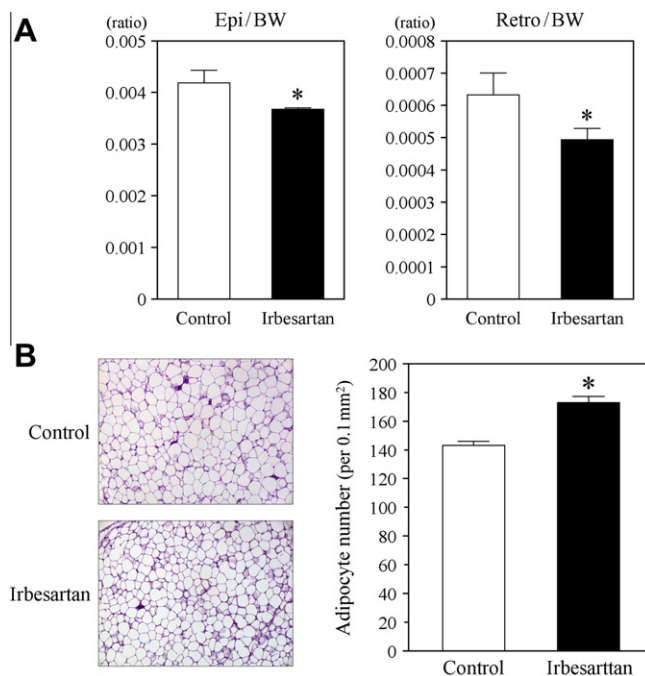 A
(ratio) Epi/BW
0.005
0.004
0.003
0.002
0.001
0
Control Irbesartan
*
(ratio) Retro/BW
0.0008
0.0007
0.0006
0.0005
0.0004
0.0003
0.0002
0.0001
0
Control Irbesartan
*
B
Control
Irbesartan
Adipocyte number (per 0.1 mm²)
200
180
160
140
120
100
80
60
40
20
0
Control Irbesarttan
*